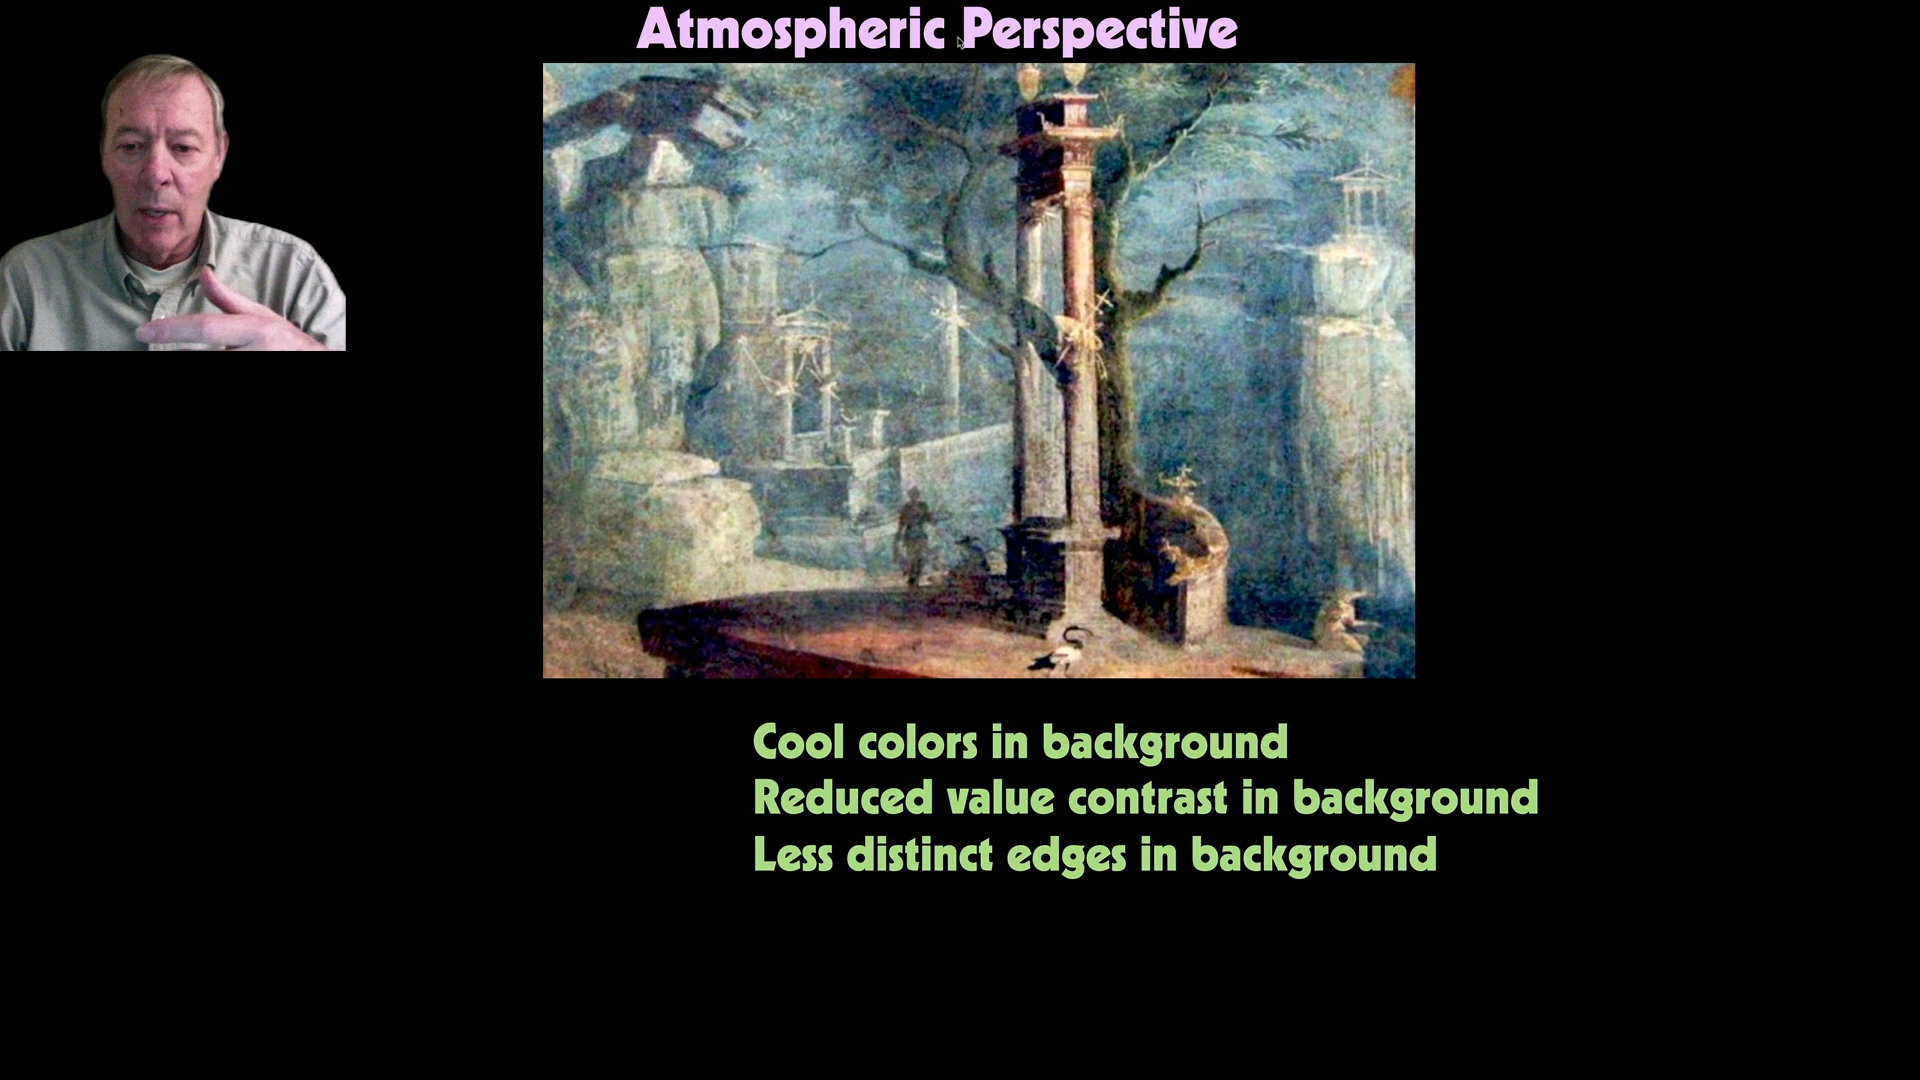 Atmospheric Perspective
Cool colors in background
Reduced value contrast in background
Less distinct edges in background